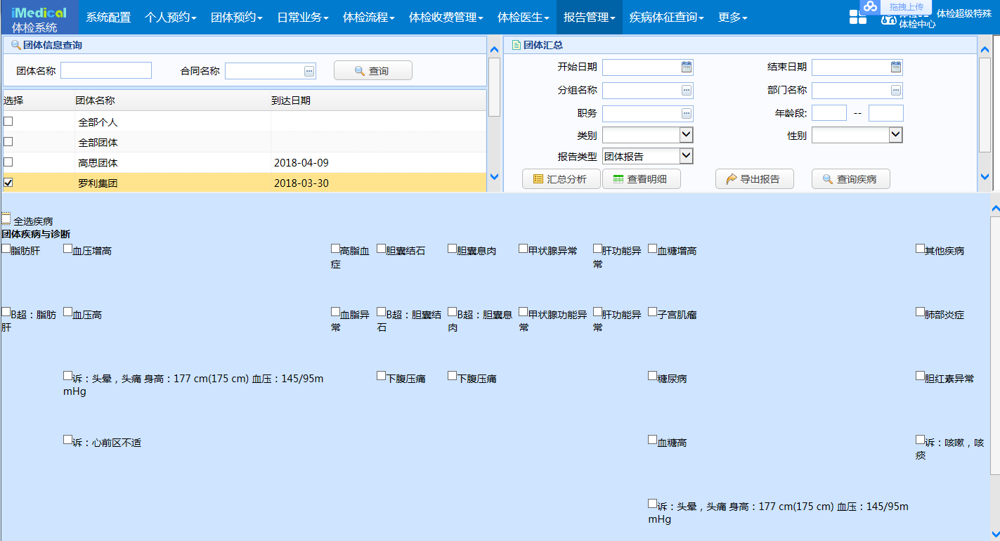 iMedical
体检系统
系统配置 个人预约 团体预约 日常业务 体检流程 体检收费管理 体检医生 报告管理 疾病体征查询 更多
拖拽上传
体检超级特殊
体检中心
团体信息查询
团体名称 合同名称 ... 查询
选择 团体名称 到达日期
全部个人
全部团体
高思团体 2018-04-09
罗利集团 2018-03-30
团体汇总
开始日期 结束日期
分组名称 ... 部门名称 ...
职务 ... 年龄段: --
类别 性别
报告类型 团体报告
汇总分析 查看明细 导出报告 查询疾病
全选疾病
团体疾病与诊断
脂肪肝 血压增高 高脂血 胆囊结石 胆囊息肉 甲状腺异常 肝功能异 血糖增高 其他疾病
症 常
B超：脂肪 血压高 血脂异 B超：胆囊结 B超：胆囊息 甲状腺功能异 肝功能异 子宫肌瘤 肺部炎症
肝 常 石 肉 常 常
诉：头晕，头痛 身高：177 cm(175 cm) 血压：145/95m 下腹压痛 下腹压痛 糖尿病 胆红素异常
mHg
诉：心前区不适 血糖高 诉：咳嗽，咳
痰
诉：头晕，头痛 身高：177 cm(175 cm) 血压：145/95m
mHg